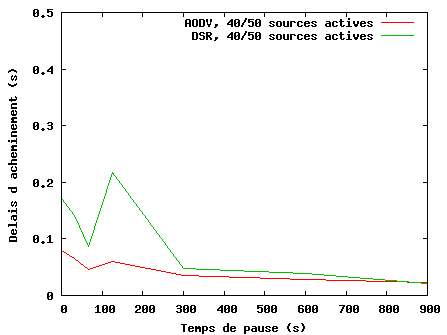 AODV, 40/50 sources actives
DSR, 40/50 sources actives
0.5
0.4
0.3
0.2
0.1
0
Delais d acheminement (s)
0 100 200 300 400 500 600 700 800 900
Temps de pause (s)